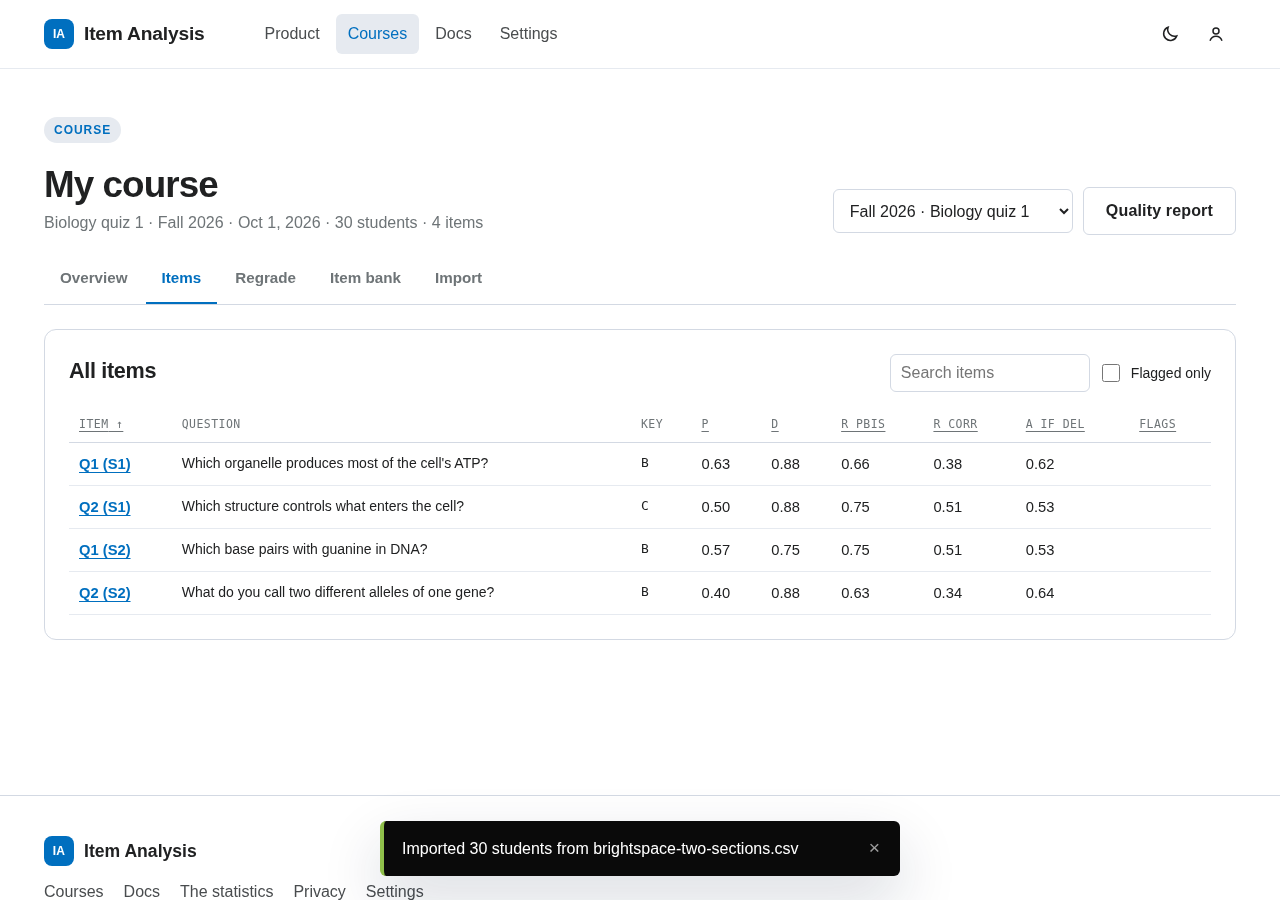 IA Item Analysis Product Courses Docs Settings
COURSE
My course
Biology quiz 1 · Fall 2026 · Oct 1, 2026 · 30 students · 4 items
Fall 2026 · Biology quiz 1
Quality report
Overview Items Regrade Item bank Import
All items
Search items
Flagged only
ITEM ↑ QUESTION KEY P D R PBIS R CORR A IF DEL FLAGS
Q1 (S1) Which organelle produces most of the cell's ATP? B 0.63 0.88 0.66 0.38 0.62
Q2 (S1) Which structure controls what enters the cell? C 0.50 0.88 0.75 0.51 0.53
Q1 (S2) Which base pairs with guanine in DNA? B 0.57 0.75 0.75 0.51 0.53
Q2 (S2) What do you call two different alleles of one gene? B 0.40 0.88 0.63 0.34 0.64
IA Item Analysis
Imported 30 students from brightspace-two-sections.csv ×
Courses Docs The statistics Privacy Settings